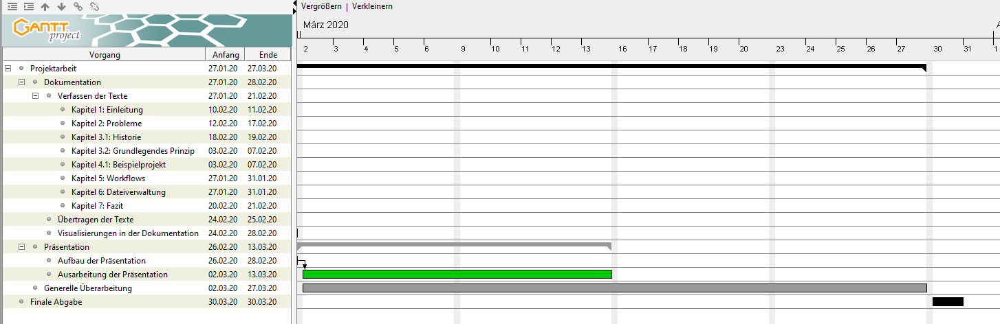 Vergrößern | Verkleinern
GANTT project
März 2020
Vorgang Anfang Ende
2 3 4 5 6 9 10 11 12 13 16 17 18 19 20 23 24 25 26 27 30 31 1
Projektarbeit 27.01.20 27.03.20
Dokumentation 27.01.20 28.02.20
Verfassen der Texte 27.01.20 21.02.20
Kapitel 1: Einleitung 10.02.20 11.02.20
Kapitel 2: Probleme 12.02.20 17.02.20
Kapitel 3.1: Historie 18.02.20 19.02.20
Kapitel 3.2: Grundlegendes Prinzip 03.02.20 07.02.20
Kapitel 4.1: Beispielprojekt 03.02.20 07.02.20
Kapitel 5: Workflows 27.01.20 31.01.20
Kapitel 6: Dateiverwaltung 27.01.20 31.01.20
Kapitel 7: Fazit 20.02.20 21.02.20
Übertragen der Texte 24.02.20 25.02.20
Visualisierungen in der Dokumentation 24.02.20 28.02.20
Präsentation 26.02.20 13.03.20
Aufbau der Präsentation 26.02.20 28.02.20
Ausarbeitung der Präsentation 02.03.20 13.03.20
Generelle Überarbeitung 02.03.20 27.03.20
Finale Abgabe 30.03.20 30.03.20